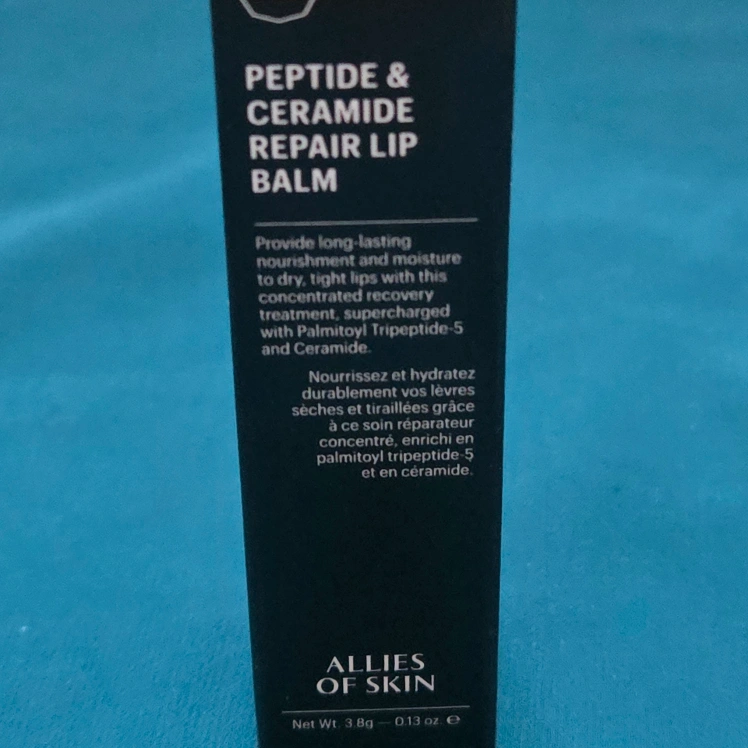 PEPTIDE &
CERAMIDE
REPAIR LIP
BALM
Provide long-lasting
nourishment and moisture
to dry, tight lips with this
concentrated recovery
treatment, supercharged
with Palmitoyl Tripeptide-5
and Ceramide.
Nourrissez et hydratez
durablement vos lèvres
sèches et tiraillées grâce
à ce soin réparateur
concentré, enrichi en
palmitoyl tripeptide-5
et en céramide.
ALLIES
OF SKIN
Net Wt. 3.8g — 0.13 oz. ℮